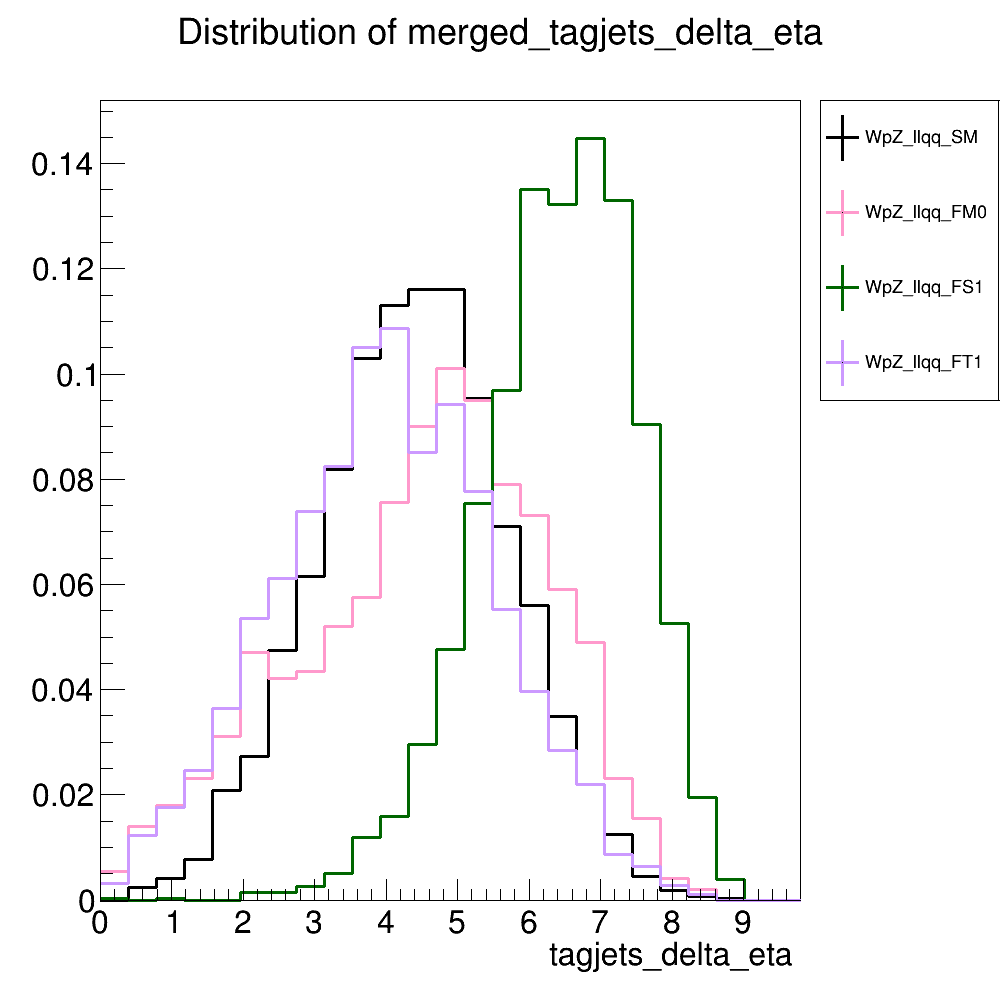 Distribution of merged_tagjets_delta_eta
WpZ_llqq_SM
WpZ_llqq_FM0
WpZ_llqq_FS1
WpZ_llqq_FT1
0.14
0.12
0.1
0.08
0.06
0.04
0.02
0
0 1 2 3 4 5 6 7 8 9
tagjets_delta_eta